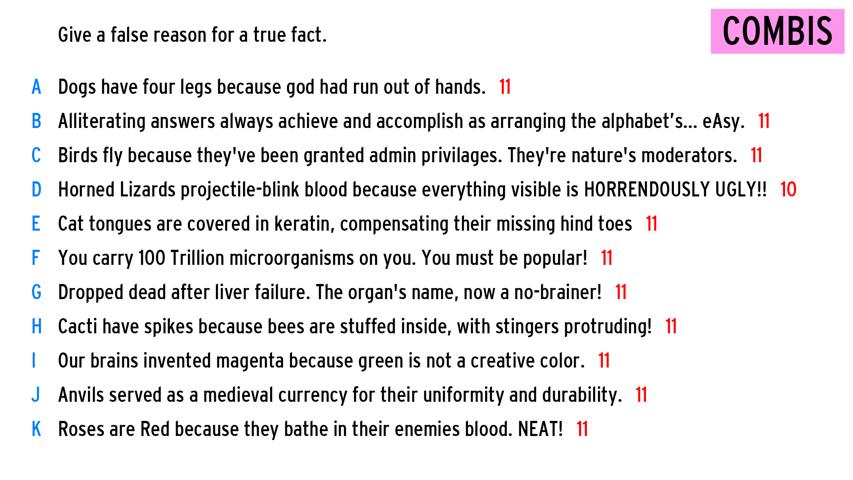 Give a false reason for a true fact.
COMBIS
A Dogs have four legs because god had run out of hands. 11
B Alliterating answers always achieve and accomplish as arranging the alphabet's... eAsy. 11
C Birds fly because they've been granted admin privilages. They're nature's moderators. 11
D Horned Lizards projectile-blink blood because everything visible is HORRENDOUSLY UGLY!! 10
E Cat tongues are covered in keratin, compensating their missing hind toes 11
F You carry 100 Trillion microorganisms on you. You must be popular! 11
G Dropped dead after liver failure. The organ's name, now a no-brainer! 11
H Cacti have spikes because bees are stuffed inside, with stingers protruding! 11
I Our brains invented magenta because green is not a creative color. 11
J Anvils served as a medieval currency for their uniformity and durability. 11
K Roses are Red because they bathe in their enemies blood. NEAT! 11